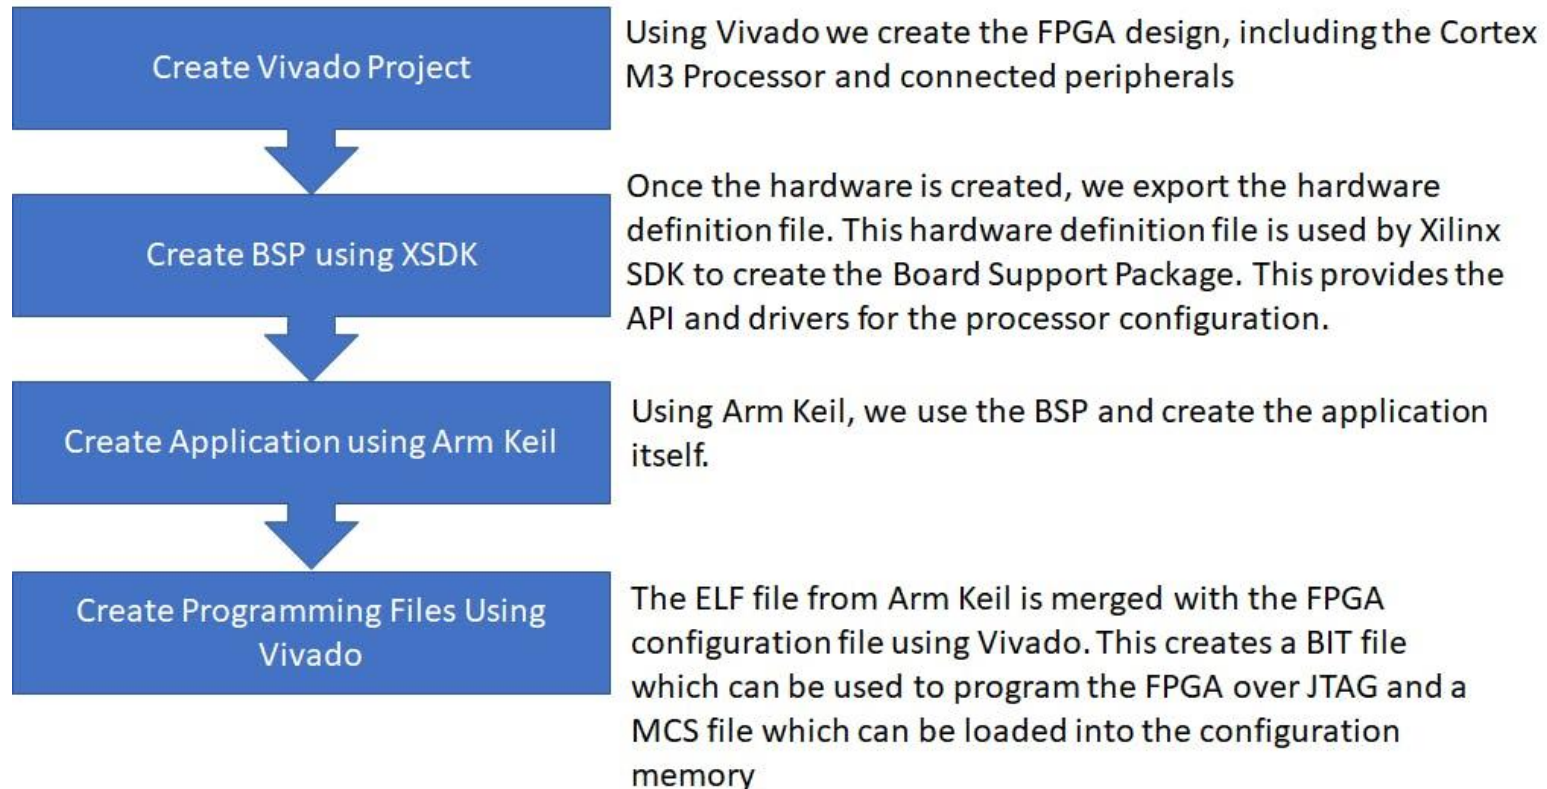 Create Vivado Project
Using Vivado we create the FPGA design, including the Cortex
M3 Processor and connected peripherals
Create BSP using XSDK
Once the hardware is created, we export the hardware
definition file. This hardware definition file is used by Xilinx
SDK to create the Board Support Package. This provides the
API and drivers for the processor configuration.
Create Application using Arm Keil
Using Arm Keil, we use the BSP and create the application
itself.
Create Programming Files Using
Vivado
The ELF file from Arm Keil is merged with the FPGA
configuration file using Vivado. This creates a BIT file
which can be used to program the FPGA over JTAG and a
MCS file which can be loaded into the configuration
memory